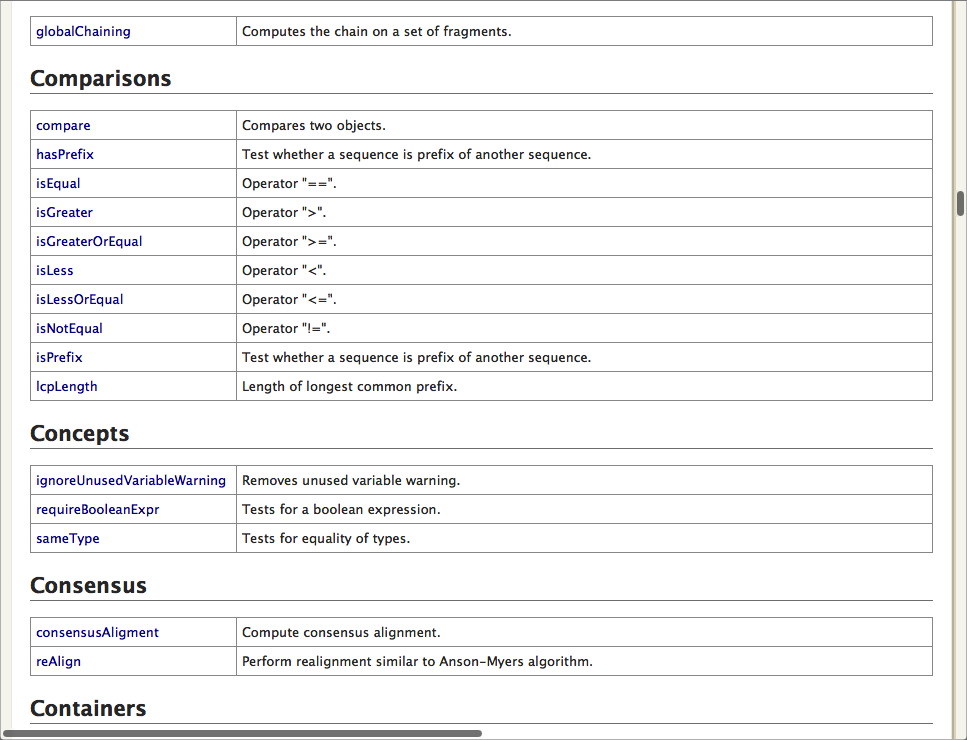 globalChaining Computes the chain on a set of fragments.
Comparisons
compare Compares two objects.
hasPrefix Test whether a sequence is prefix of another sequence.
isEqual Operator "==".
isGreater Operator ">".
isGreaterOrEqual Operator ">=".
isLess Operator "<".
isLessOrEqual Operator "<=".
isNotEqual Operator "!=".
isPrefix Test whether a sequence is prefix of another sequence.
lcpLength Length of longest common prefix.
Concepts
ignoreUnusedVariableWarning Removes unused variable warning.
requireBooleanExpr Tests for a boolean expression.
sameType Tests for equality of types.
Consensus
consensusAligment Compute consensus alignment.
reAlign Perform realignment similar to Anson-Myers algorithm.
Containers